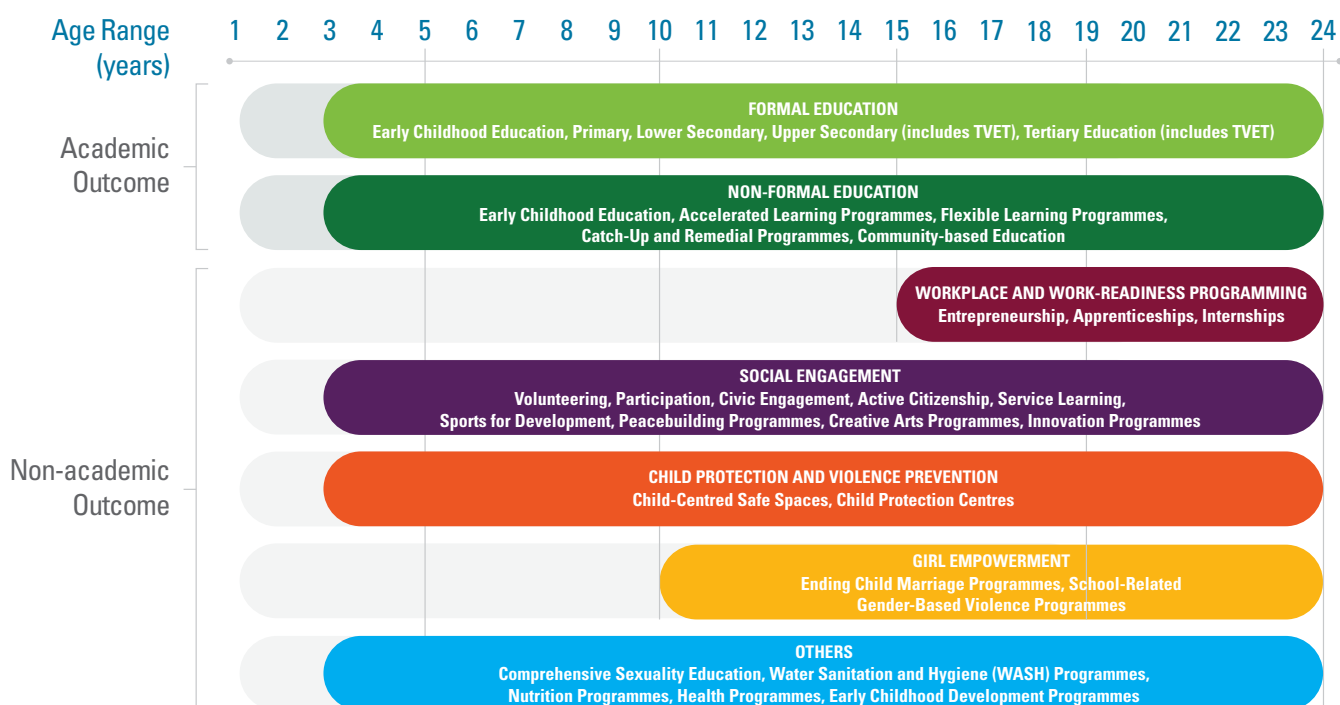 Age Range
(years)
1 2 3 4 5 6 7 8 9 10 11 12 13 14 15 16 17 18 19 20 21 22 23 24
Academic
Outcome
FORMAL EDUCATION
Early Childhood Education, Primary, Lower Secondary, Upper Secondary (includes TVET), Tertiary Education (includes TVET)
NON-FORMAL EDUCATION
Early Childhood Education, Accelerated Learning Programmes, Flexible Learning Programmes,
Catch-Up and Remedial Programmes, Community-based Education
Non-academic
Outcome
WORKPLACE AND WORK-READINESS PROGRAMMING
Entrepreneurship, Apprenticeships, Internships
SOCIAL ENGAGEMENT
Volunteering, Participation, Civic Engagement, Active Citizenship, Service Learning,
Sports for Development, Peacebuilding Programmes, Creative Arts Programmes, Innovation Programmes
CHILD PROTECTION AND VIOLENCE PREVENTION
Child-Centred Safe Spaces, Child Protection Centres
GIRL EMPOWERMENT
Ending Child Marriage Programmes, School-Related
Gender-Based Violence Programmes
OTHERS
Comprehensive Sexuality Education, Water Sanitation and Hygiene (WASH) Programmes,
Nutrition Programmes, Health Programmes, Early Childhood Development Programmes